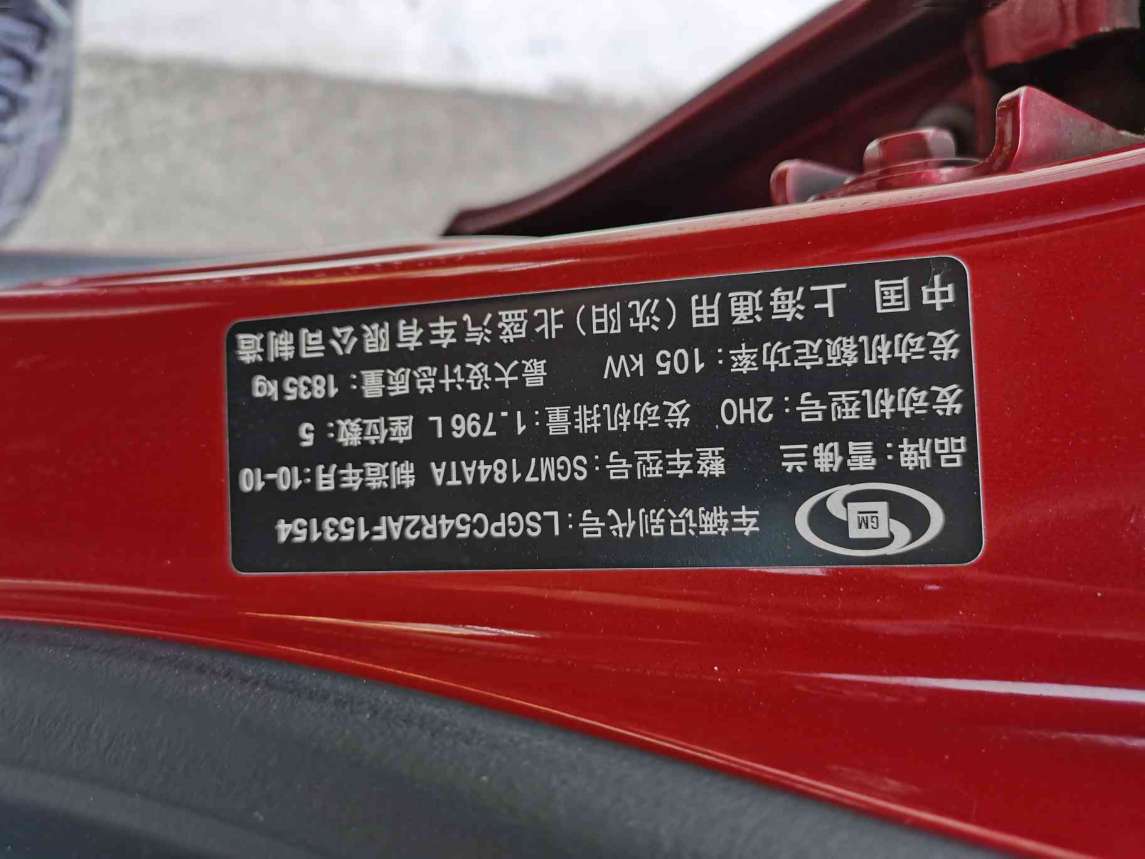 GM
车辆识别代号:LSGPC54R2AF153154
品牌:雪佛兰 整车型号:SGM7184ATA 制造年月:10-10
发动机型号:2H0 发动机排量:1.796 L 座位数:5
发动机额定功率:105 kW 最大设计总质量:1835 kg
中国 上海通用(沈阳)北盛汽车有限公司制造